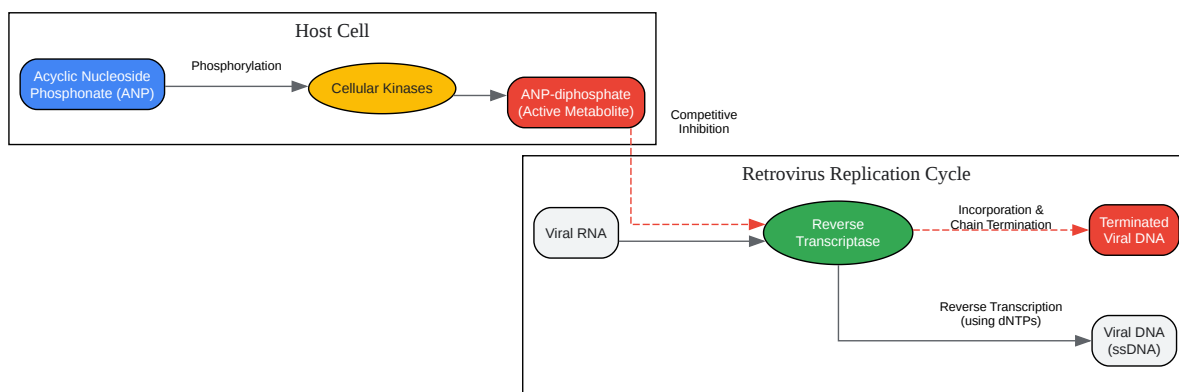 Host Cell
Acyclic Nucleoside
Phosphonate (ANP)
Phosphorylation
Cellular Kinases
ANP-diphosphate
(Active Metabolite)
Competitive
Inhibition
Retrovirus Replication Cycle
Viral RNA
Reverse
Transcriptase
Incorporation &
Chain Termination
Terminated
Viral DNA
Reverse Transcription
(using dNTPs)
Viral DNA
(ssDNA)